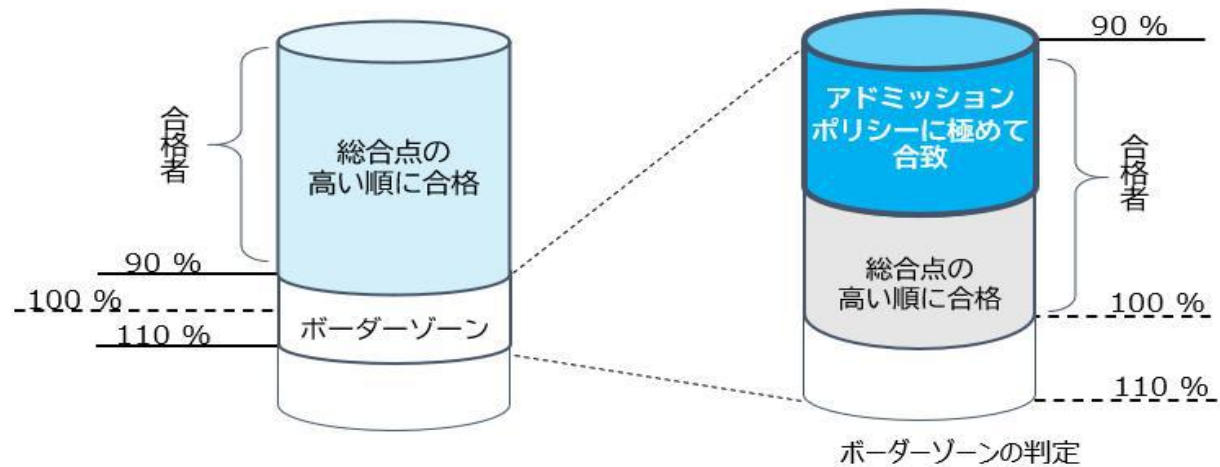 合格者
総合点の
高い順に合格
90 %
100 %
110 %
ボーダーゾーン
90 %
アドミッション
ポリシーに極めて
合致
合格者
総合点の
高い順に合格
100 %
110 %
ボーダーゾーンの判定